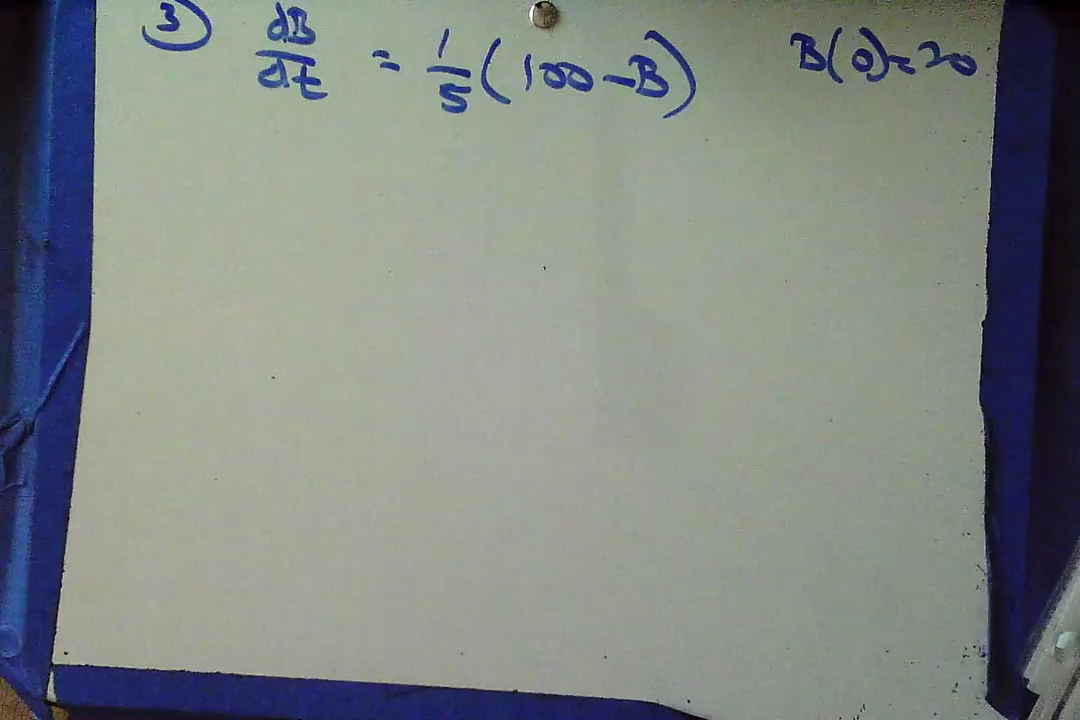 ③ dB/dt = 1/5 (100 - B) B(0) = 20